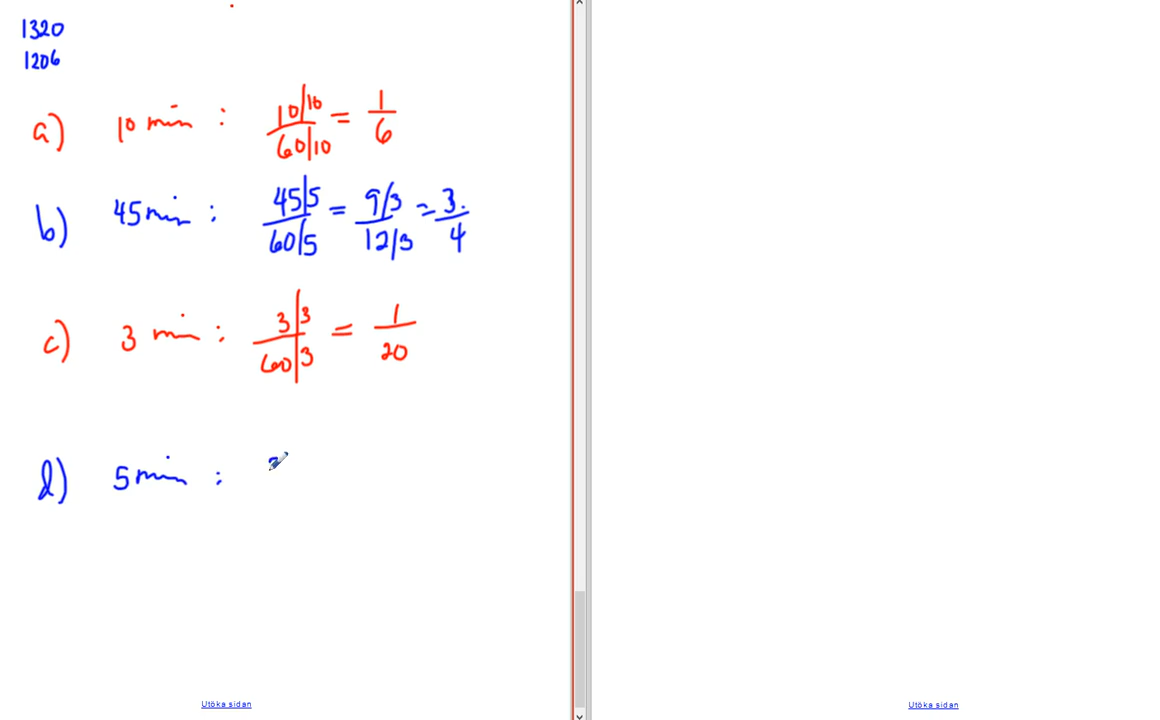 1320
1206
a) 10 min : 10/10 / 60/10 = 1/6
b) 45 min : 45/5 / 60/5 = 9/3 / 12/3 = 3/4
c) 3 min : 3/3 / 60/3 = 1/20
d) 5 min :
Utöka sidan
Utöka sidan